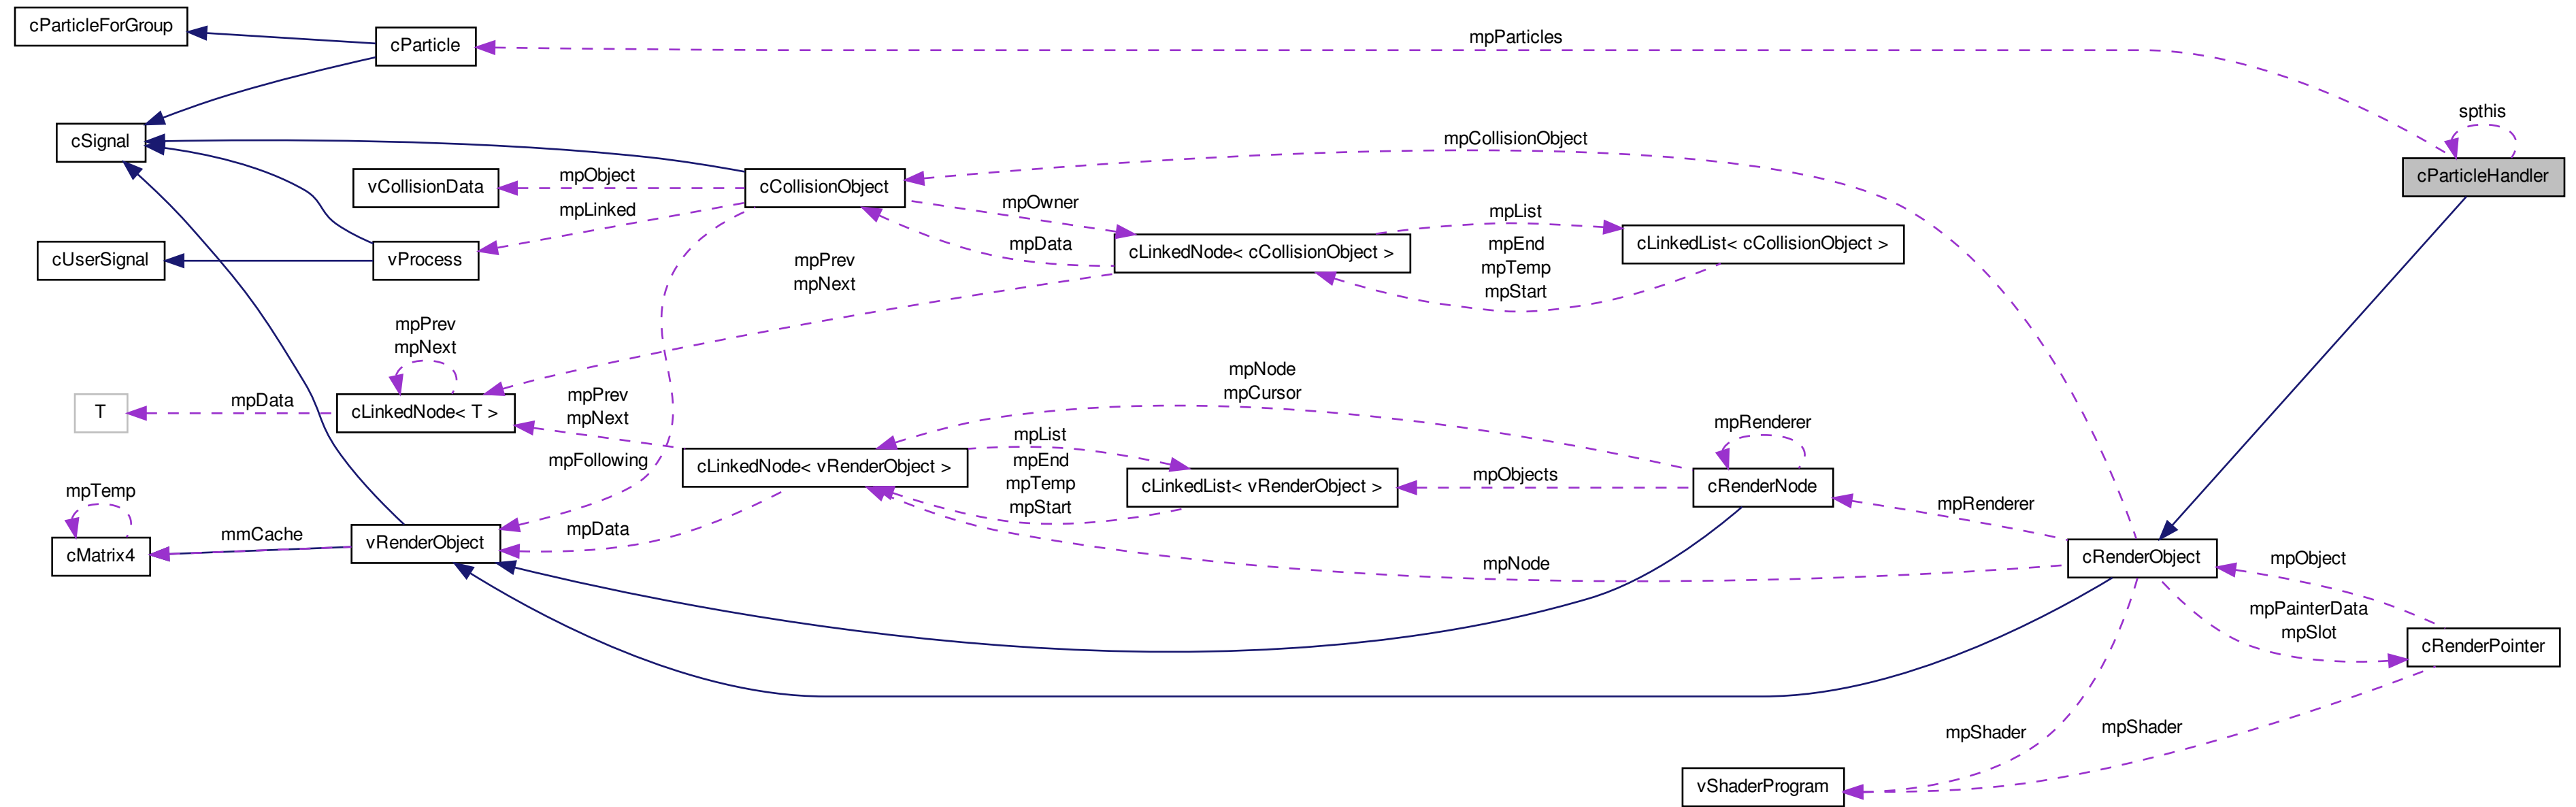 cParticleForGroup
cParticle
mpParticles
spthis
cSignal
mpCollisionObject
vCollisionData
mpObject
cCollisionObject
cParticleHandler
mpLinked
mpOwner
mpList
cUserSignal
vProcess
mpData
cLinkedNode< cCollisionObject >
mpEnd
mpTemp
mpStart
cLinkedList< cCollisionObject >
mpPrev
mpNext
mpPrev
mpNext
T
mpData
cLinkedNode< T >
mpPrev
mpNext
mpNode
mpCursor
mpRenderer
mpFollowing
cLinkedNode< vRenderObject >
mpList
mpEnd
mpTemp
mpStart
cLinkedList< vRenderObject >
mpObjects
cRenderNode
mpRenderer
mpTemp
cMatrix4
mmCache
vRenderObject
mpData
mpNode
cRenderObject
mpObject
mpPainterData
mpSlot
cRenderPointer
mpShader
mpShader
vShaderProgram